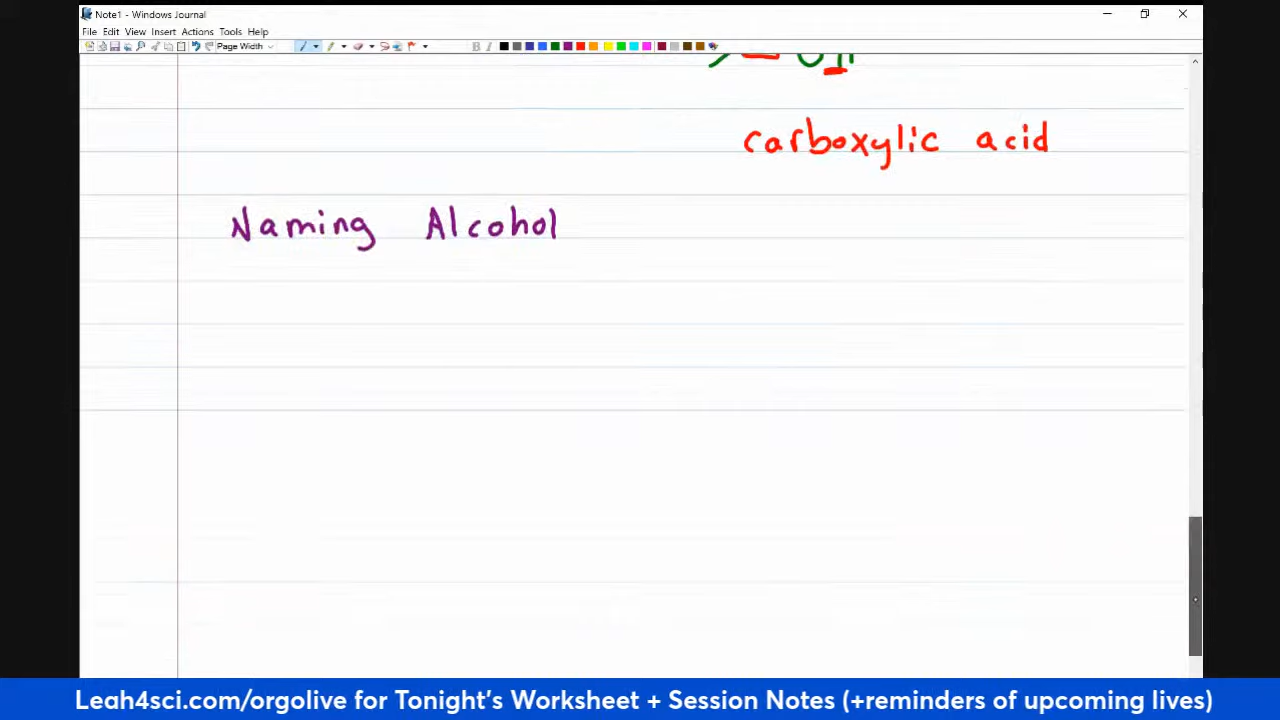 Note1 - Windows Journal
File Edit View Insert Actions Tools Help
Page Width
B I
carboxylic acid
Naming Alcohol
Leah4sci.com/orgolive for Tonight's Worksheet + Session Notes (+reminders of upcoming lives)